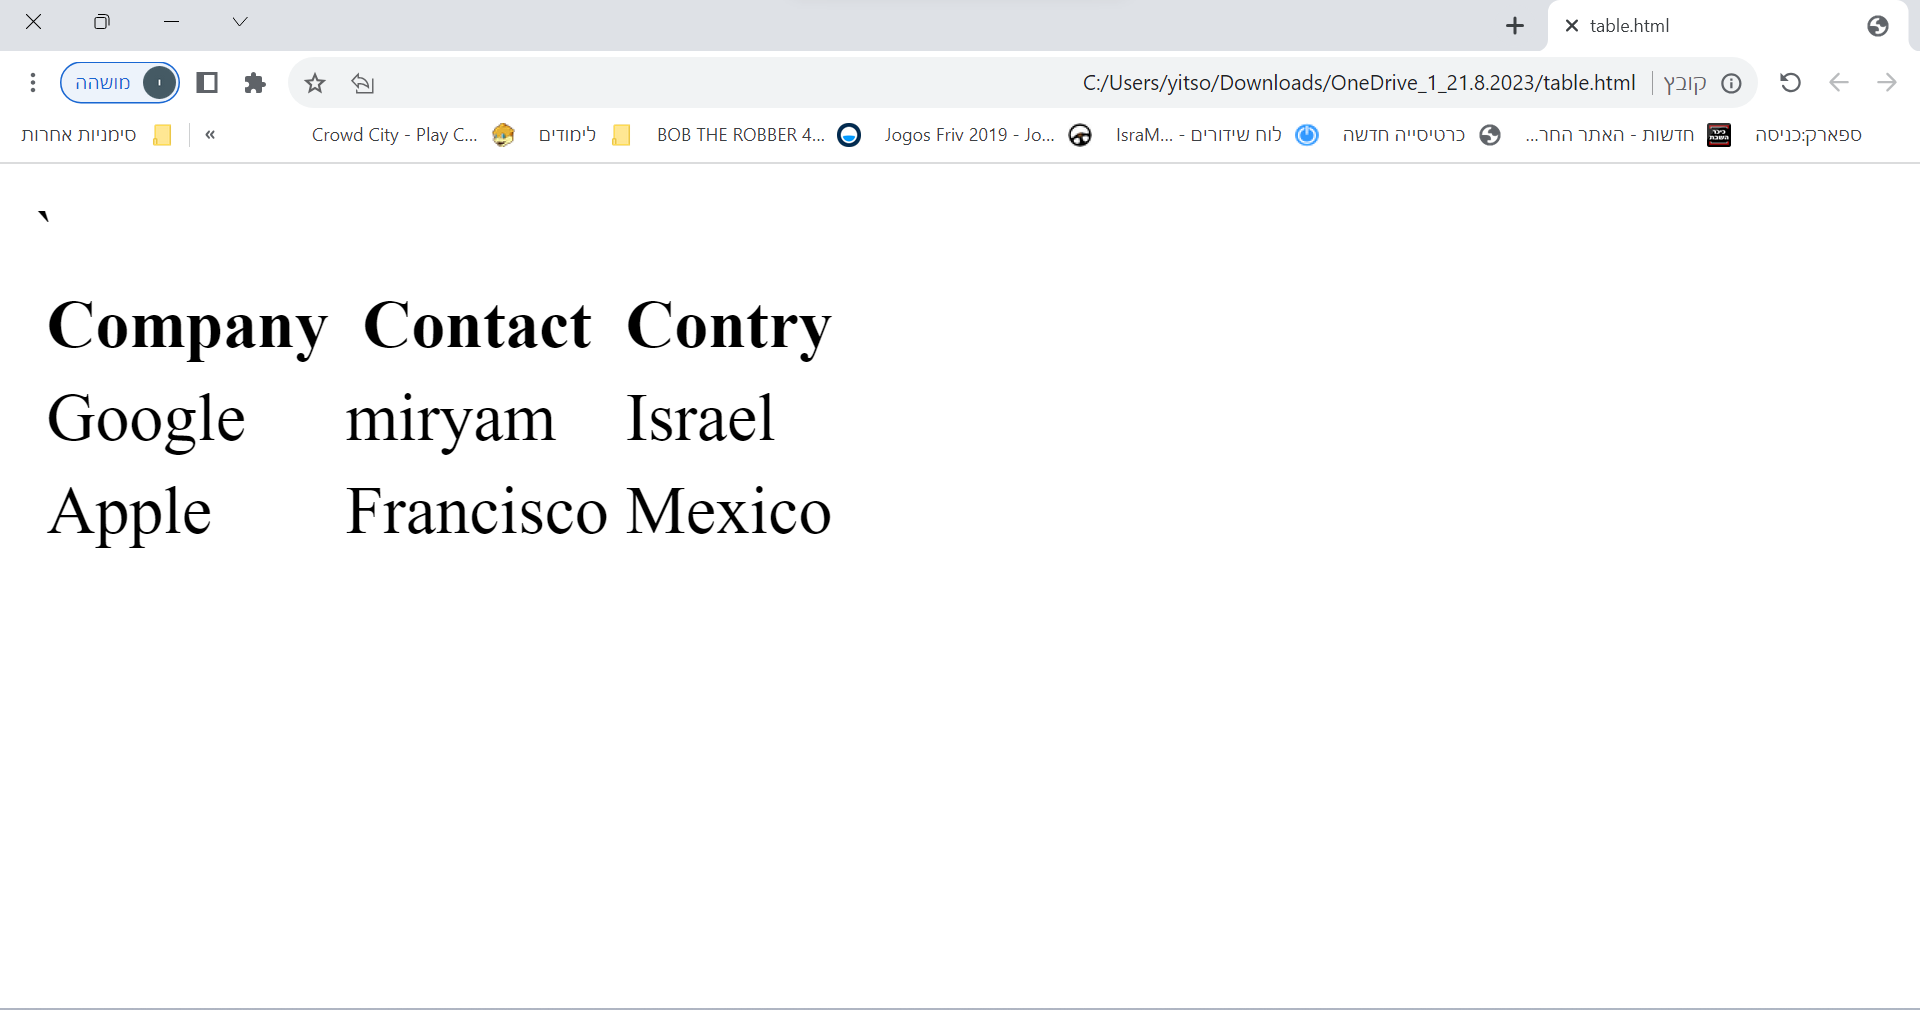 table.html
מושהה
קובץ C:/Users/yitso/Downloads/OneDrive_1_21.8.2023/table.html
ספארק:כניסה
חדשות - האתר החר...
כרטיסייה חדשה
לוח שידורים - IsraM...
Jogos Friv 2019 - Jo...
BOB THE ROBBER 4...
לימודים
Crowd City - Play C...
»
סימניות אחרות
`
Company Contact Contry
Google miryam Israel
Apple Francisco Mexico